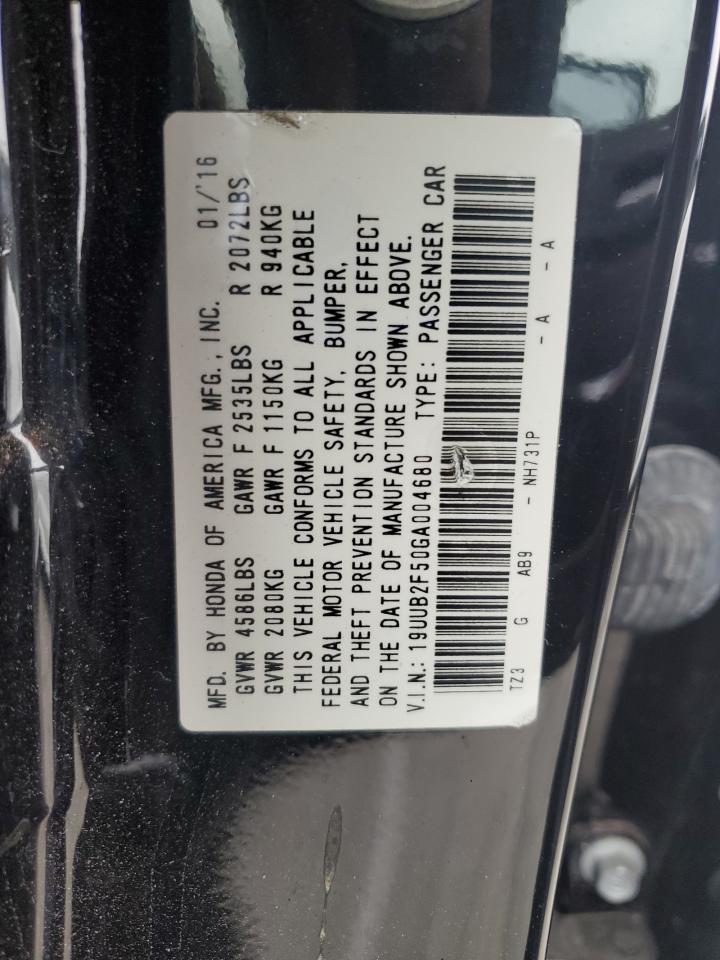 MFD. BY HONDA OF AMERICA MFG., INC. 01/'16
GVWR 4586LBS GAWR F 2535LBS R 2072LBS
GVWR 2080KG GAWR F 1150KG R 940KG
THIS VEHICLE CONFORMS TO ALL APPLICABLE
FEDERAL MOTOR VEHICLE SAFETY, BUMPER,
AND THEFT PREVENTION STANDARDS IN EFFECT
ON THE DATE OF MANUFACTURE SHOWN ABOVE.
V.I.N.: 19UUB2F50GA004680 TYPE: PASSENGER CAR
TZ3 G AB9 - NH731P - A - A